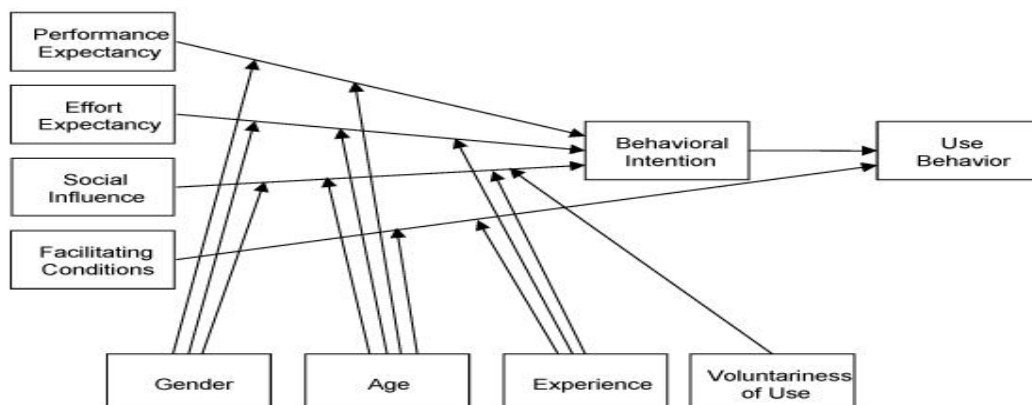 Performance
Expectancy
Effort
Expectancy
Social
Influence
Facilitating
Conditions
Behavioral
Intention
Use
Behavior
Gender
Age
Experience
Voluntariness
of Use